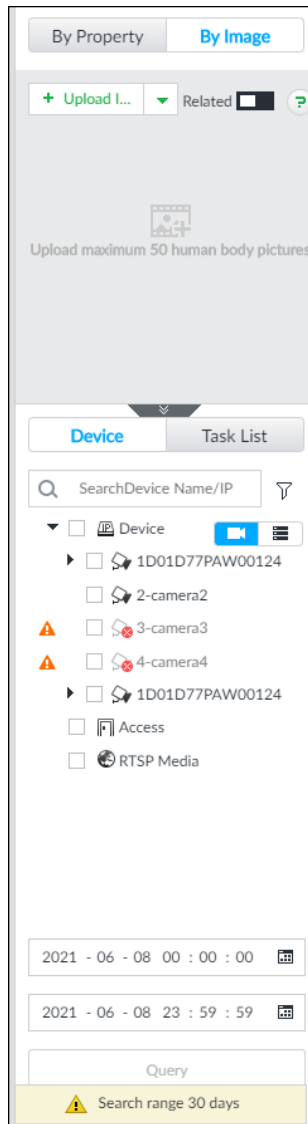 By Property By Image
+ Upload I... Related ?
Upload maximum 50 human body pictures
Device Task List
SearchDevice Name/IP
IP Device
1D01D77PAW00124
2-camera2
3-camera3
4-camera4
1D01D77PAW00124
Access
RTSP Media
2021 - 06 - 08 00 : 00 : 00
2021 - 06 - 08 23 : 59 : 59
Query
Search range 30 days